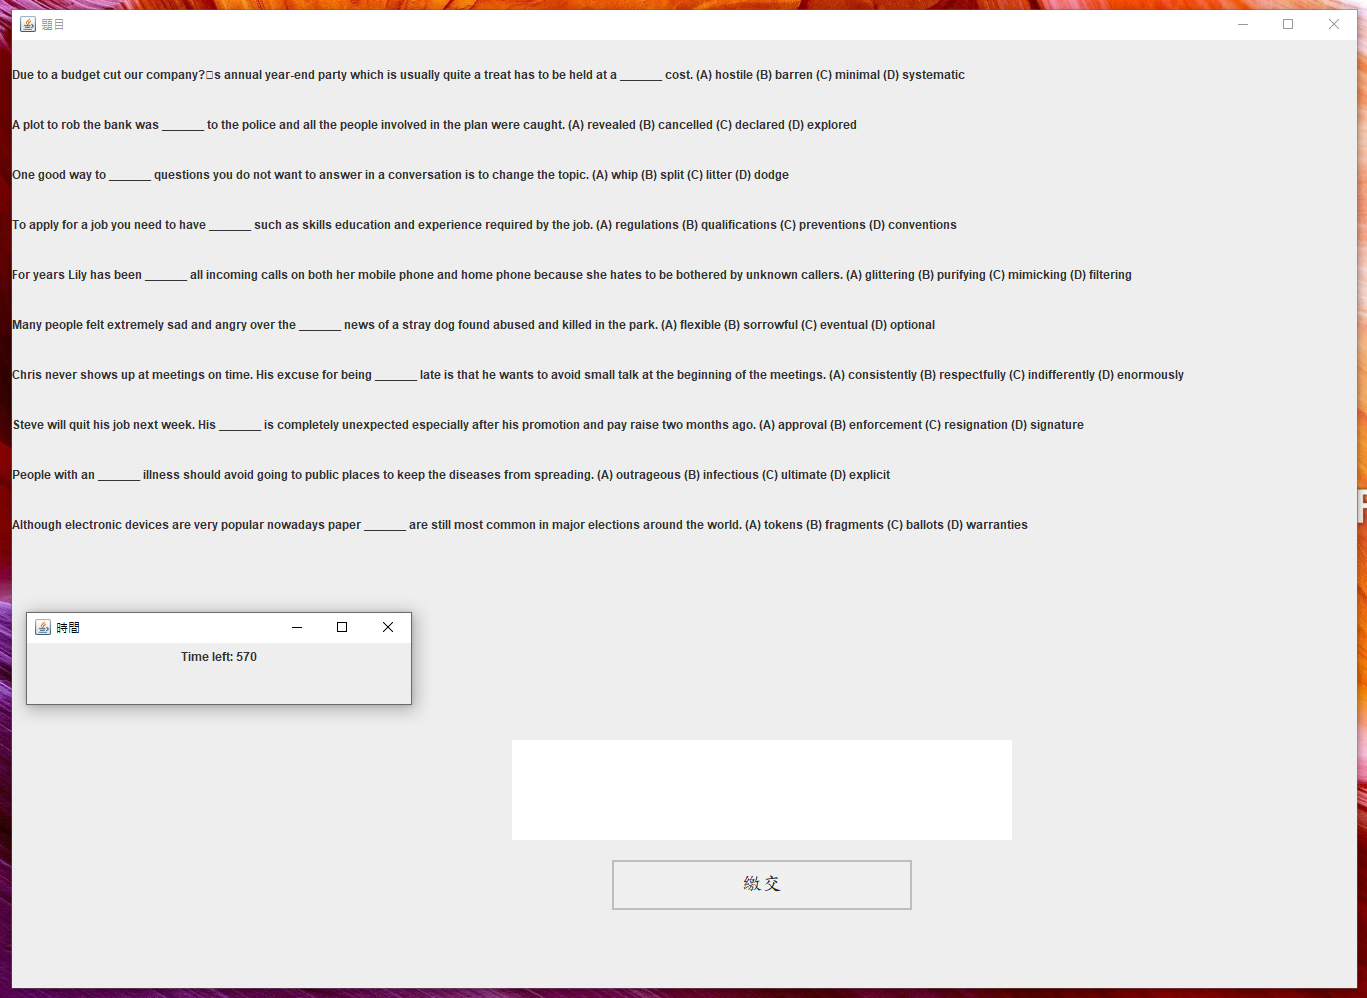 題目
Due to a budget cut our company?□s annual year-end party which is usually quite a treat has to be held at a ______ cost. (A) hostile (B) barren (C) minimal (D) systematic
A plot to rob the bank was ______ to the police and all the people involved in the plan were caught. (A) revealed (B) cancelled (C) declared (D) explored
One good way to ______ questions you do not want to answer in a conversation is to change the topic. (A) whip (B) split (C) litter (D) dodge
To apply for a job you need to have ______ such as skills education and experience required by the job. (A) regulations (B) qualifications (C) preventions (D) conventions
For years Lily has been ______ all incoming calls on both her mobile phone and home phone because she hates to be bothered by unknown callers. (A) glittering (B) purifying (C) mimicking (D) filtering
Many people felt extremely sad and angry over the ______ news of a stray dog found abused and killed in the park. (A) flexible (B) sorrowful (C) eventual (D) optional
Chris never shows up at meetings on time. His excuse for being ______ late is that he wants to avoid small talk at the beginning of the meetings. (A) consistently (B) respectfully (C) indifferently (D) enormously
Steve will quit his job next week. His ______ is completely unexpected especially after his promotion and pay raise two months ago. (A) approval (B) enforcement (C) resignation (D) signature
People with an ______ illness should avoid going to public places to keep the diseases from spreading. (A) outrageous (B) infectious (C) ultimate (D) explicit
Although electronic devices are very popular nowadays paper ______ are still most common in major elections around the world. (A) tokens (B) fragments (C) ballots (D) warranties
時間
Time left: 570
繳交